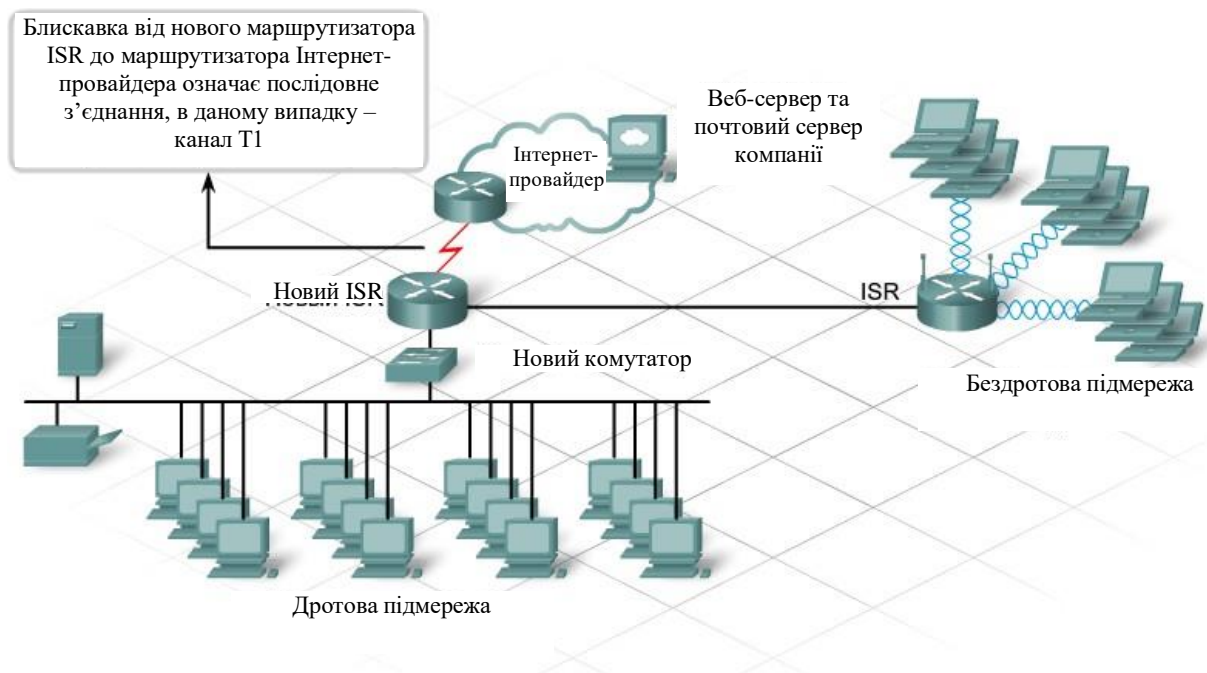 Блискавка від нового маршрутизатора
ISR до маршрутизатора Інтернет-
провайдера означає послідовне
з’єднання, в даному випадку –
канал Т1
Інтернет-
провайдер
Веб-сервер та
почтовий сервер
компанії
Новий ISR
ISR
Новий комутатор
Бездротова підмережа
Дротова підмережа